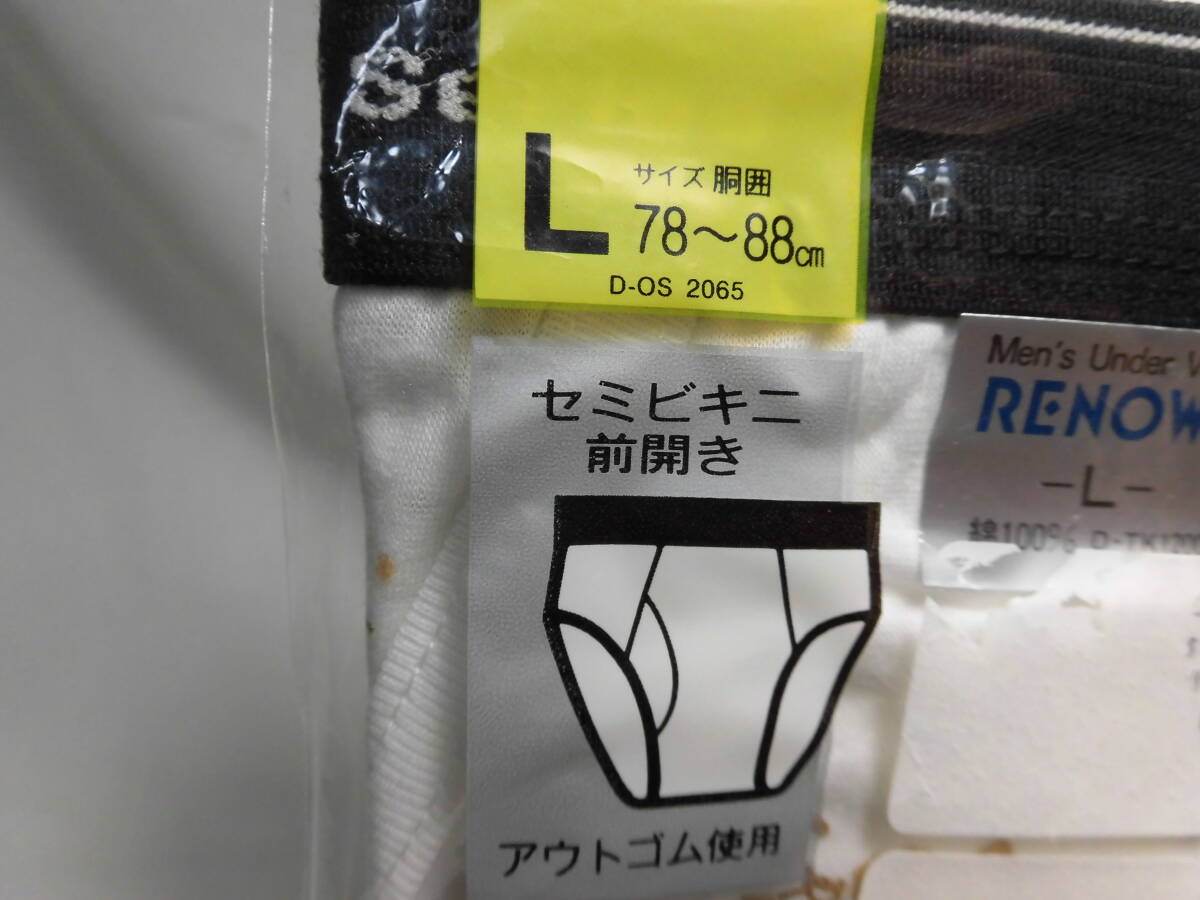 L
サイズ 胴囲
78～88cm
D-OS 2065
セミビキニ
前開き
アウトゴム使用
Men's Under
RENOW
-L-
綿100%